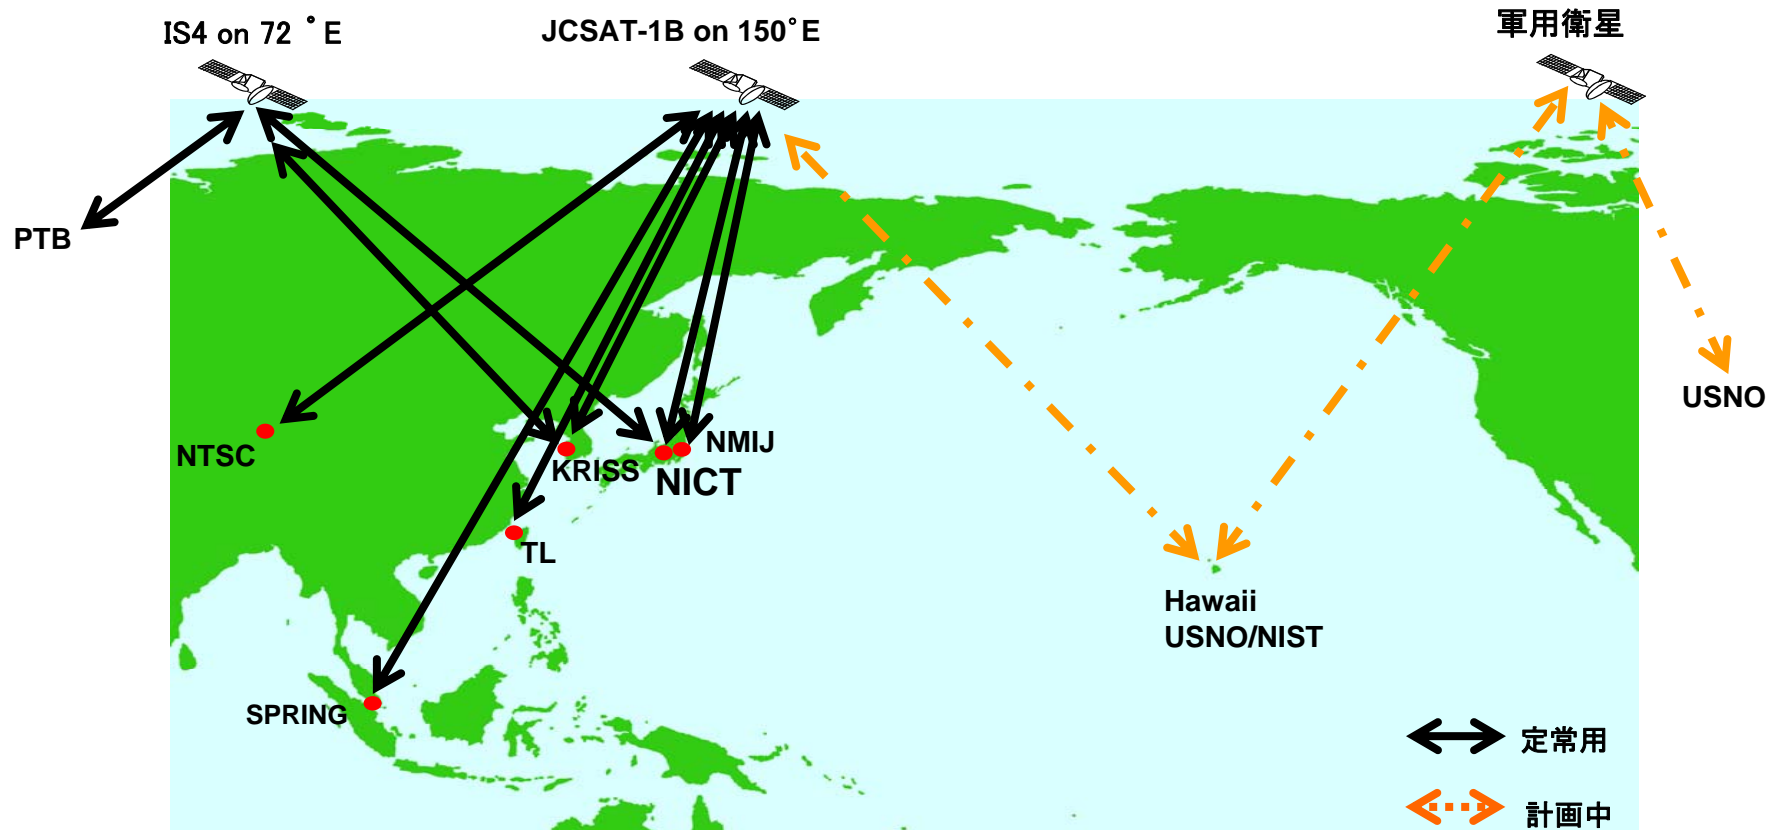 IS4 on 72 °E
JCSAT-1B on 150°E
軍用衛星
PTB
USNO
NTSC
KRISS
NMIJ
NICT
TL
Hawaii
USNO/NIST
SPRING
定常用
計画中